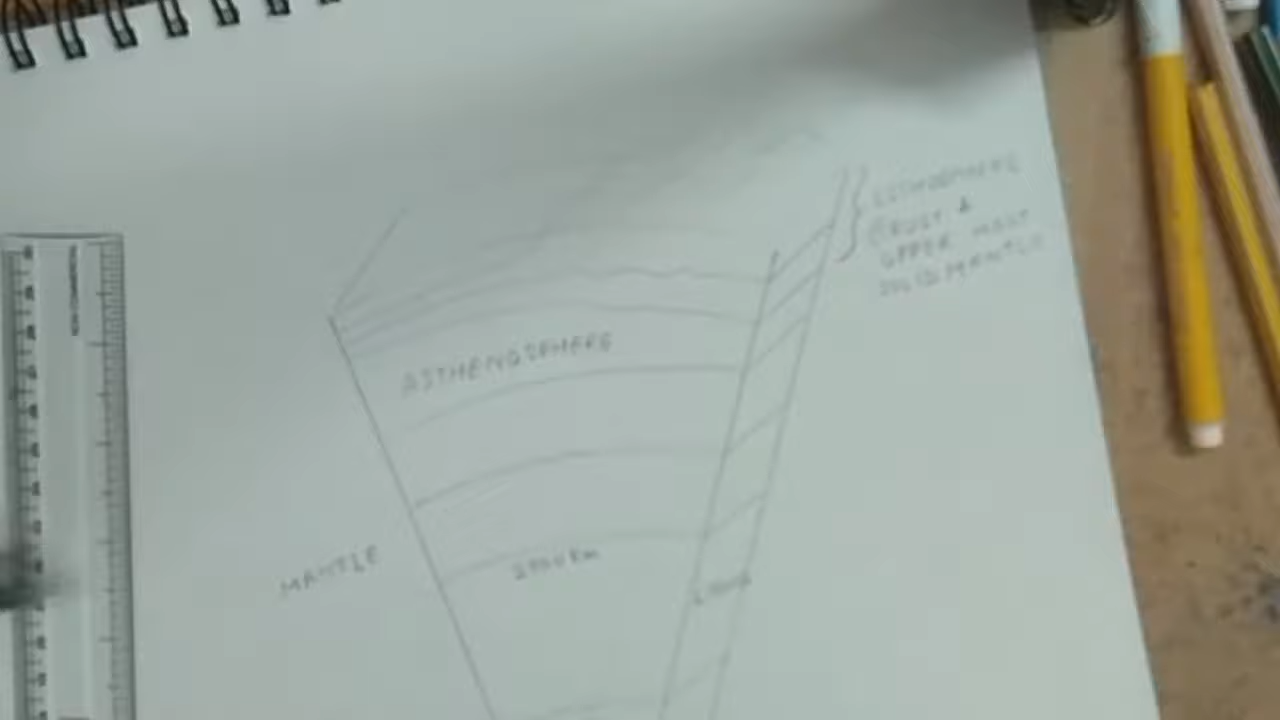 LITHOSPHERE
CRUST &
UPPER MOST
SOLID MANTLE
ASTHENOSPHERE
MANTLE